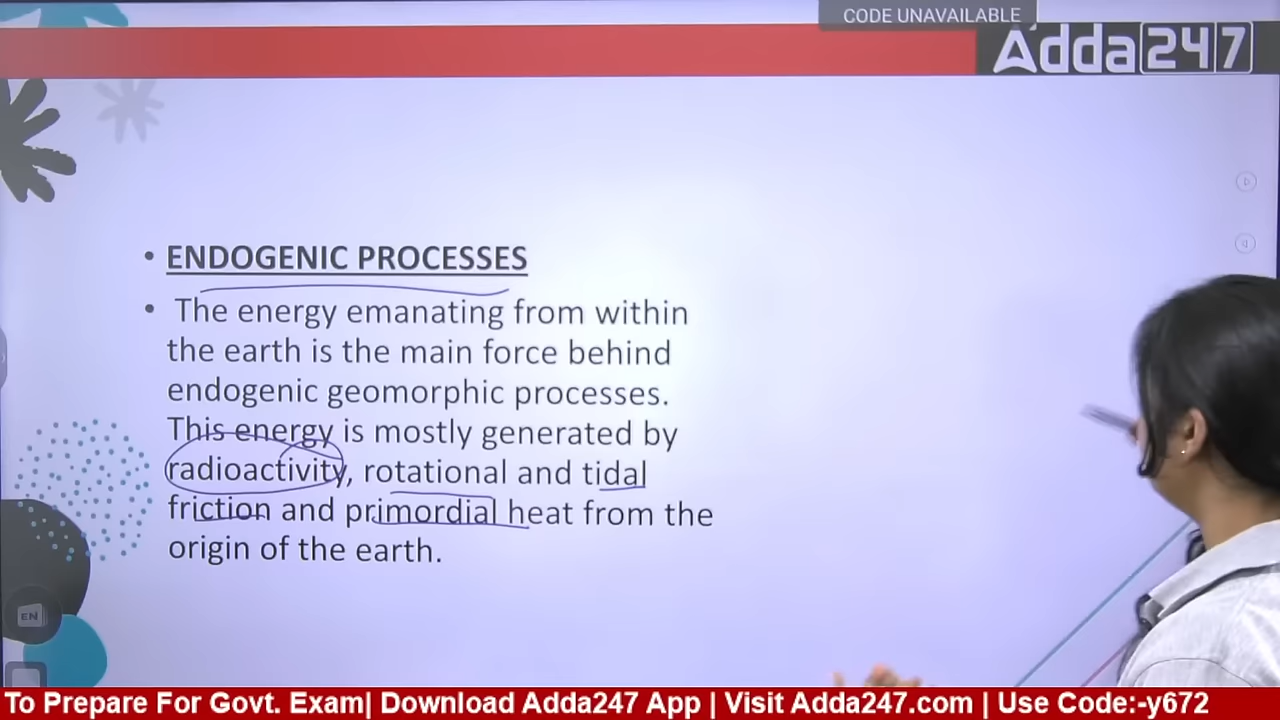 CODE UNAVAILABLE
Adda247
• ENDOGENIC PROCESSES
• The energy emanating from within
the earth is the main force behind
endogenic geomorphic processes.
This energy is mostly generated by
radioactivity, rotational and tidal
friction and primordial heat from the
origin of the earth.
EN
To Prepare For Govt. Exam| Download Adda247 App | Visit Adda247.com | Use Code:-y672